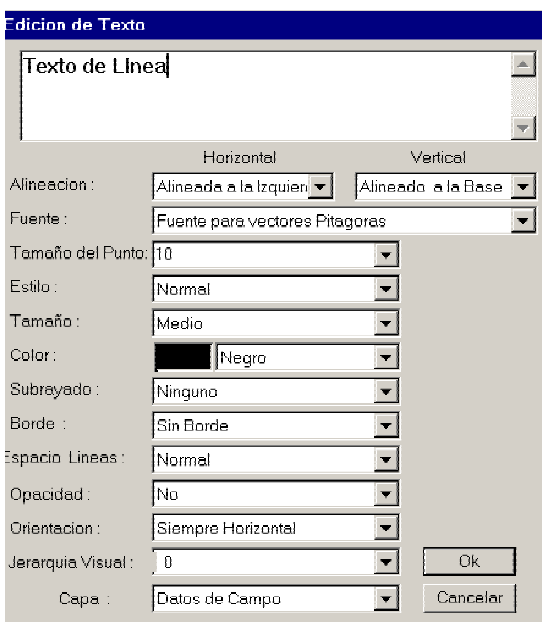 Edicion de Texto
Texto de LInea
Horizontal Vertical
Alineacion : Alineada a la Izquier Alineado a la Base
Fuente : Fuente para vectores Pitagoras
Tamaño del Punto: 10
Estilo : Normal
Tamaño : Medio
Color : Negro
Subrayado : Ninguno
Borde : Sin Borde
Espacio Lineas : Normal
Opacidad : No
Orientacion : Siempre Horizontal
Jerarquia Visual : 0 Ok
Capa : Datos de Campo Cancelar